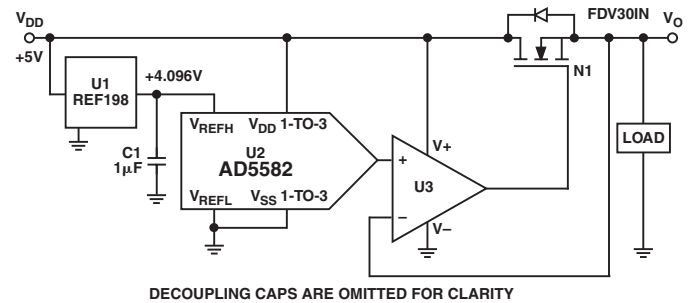 VDD
+5V
FDV30IN
VO
N1
U1
REF198
+4.096V
C1
1µF
VREFH VDD 1-TO-3
U2
AD5582
VREFL VSS 1-TO-3
+
−
U3
V+
V−
LOAD
DECOUPLING CAPS ARE OMITTED FOR CLARITY